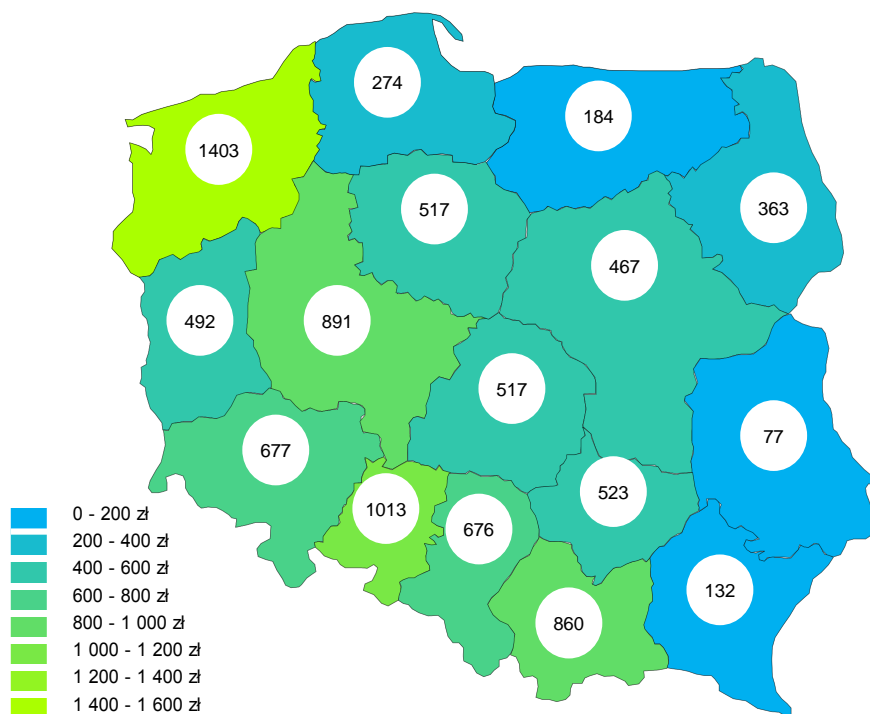 274
184
1403
517
363
467
492
891
517
677
77
523
1013
676
132
860
0 - 200 zł
200 - 400 zł
400 - 600 zł
600 - 800 zł
800 - 1 000 zł
1 000 - 1 200 zł
1 200 - 1 400 zł
1 400 - 1 600 zł